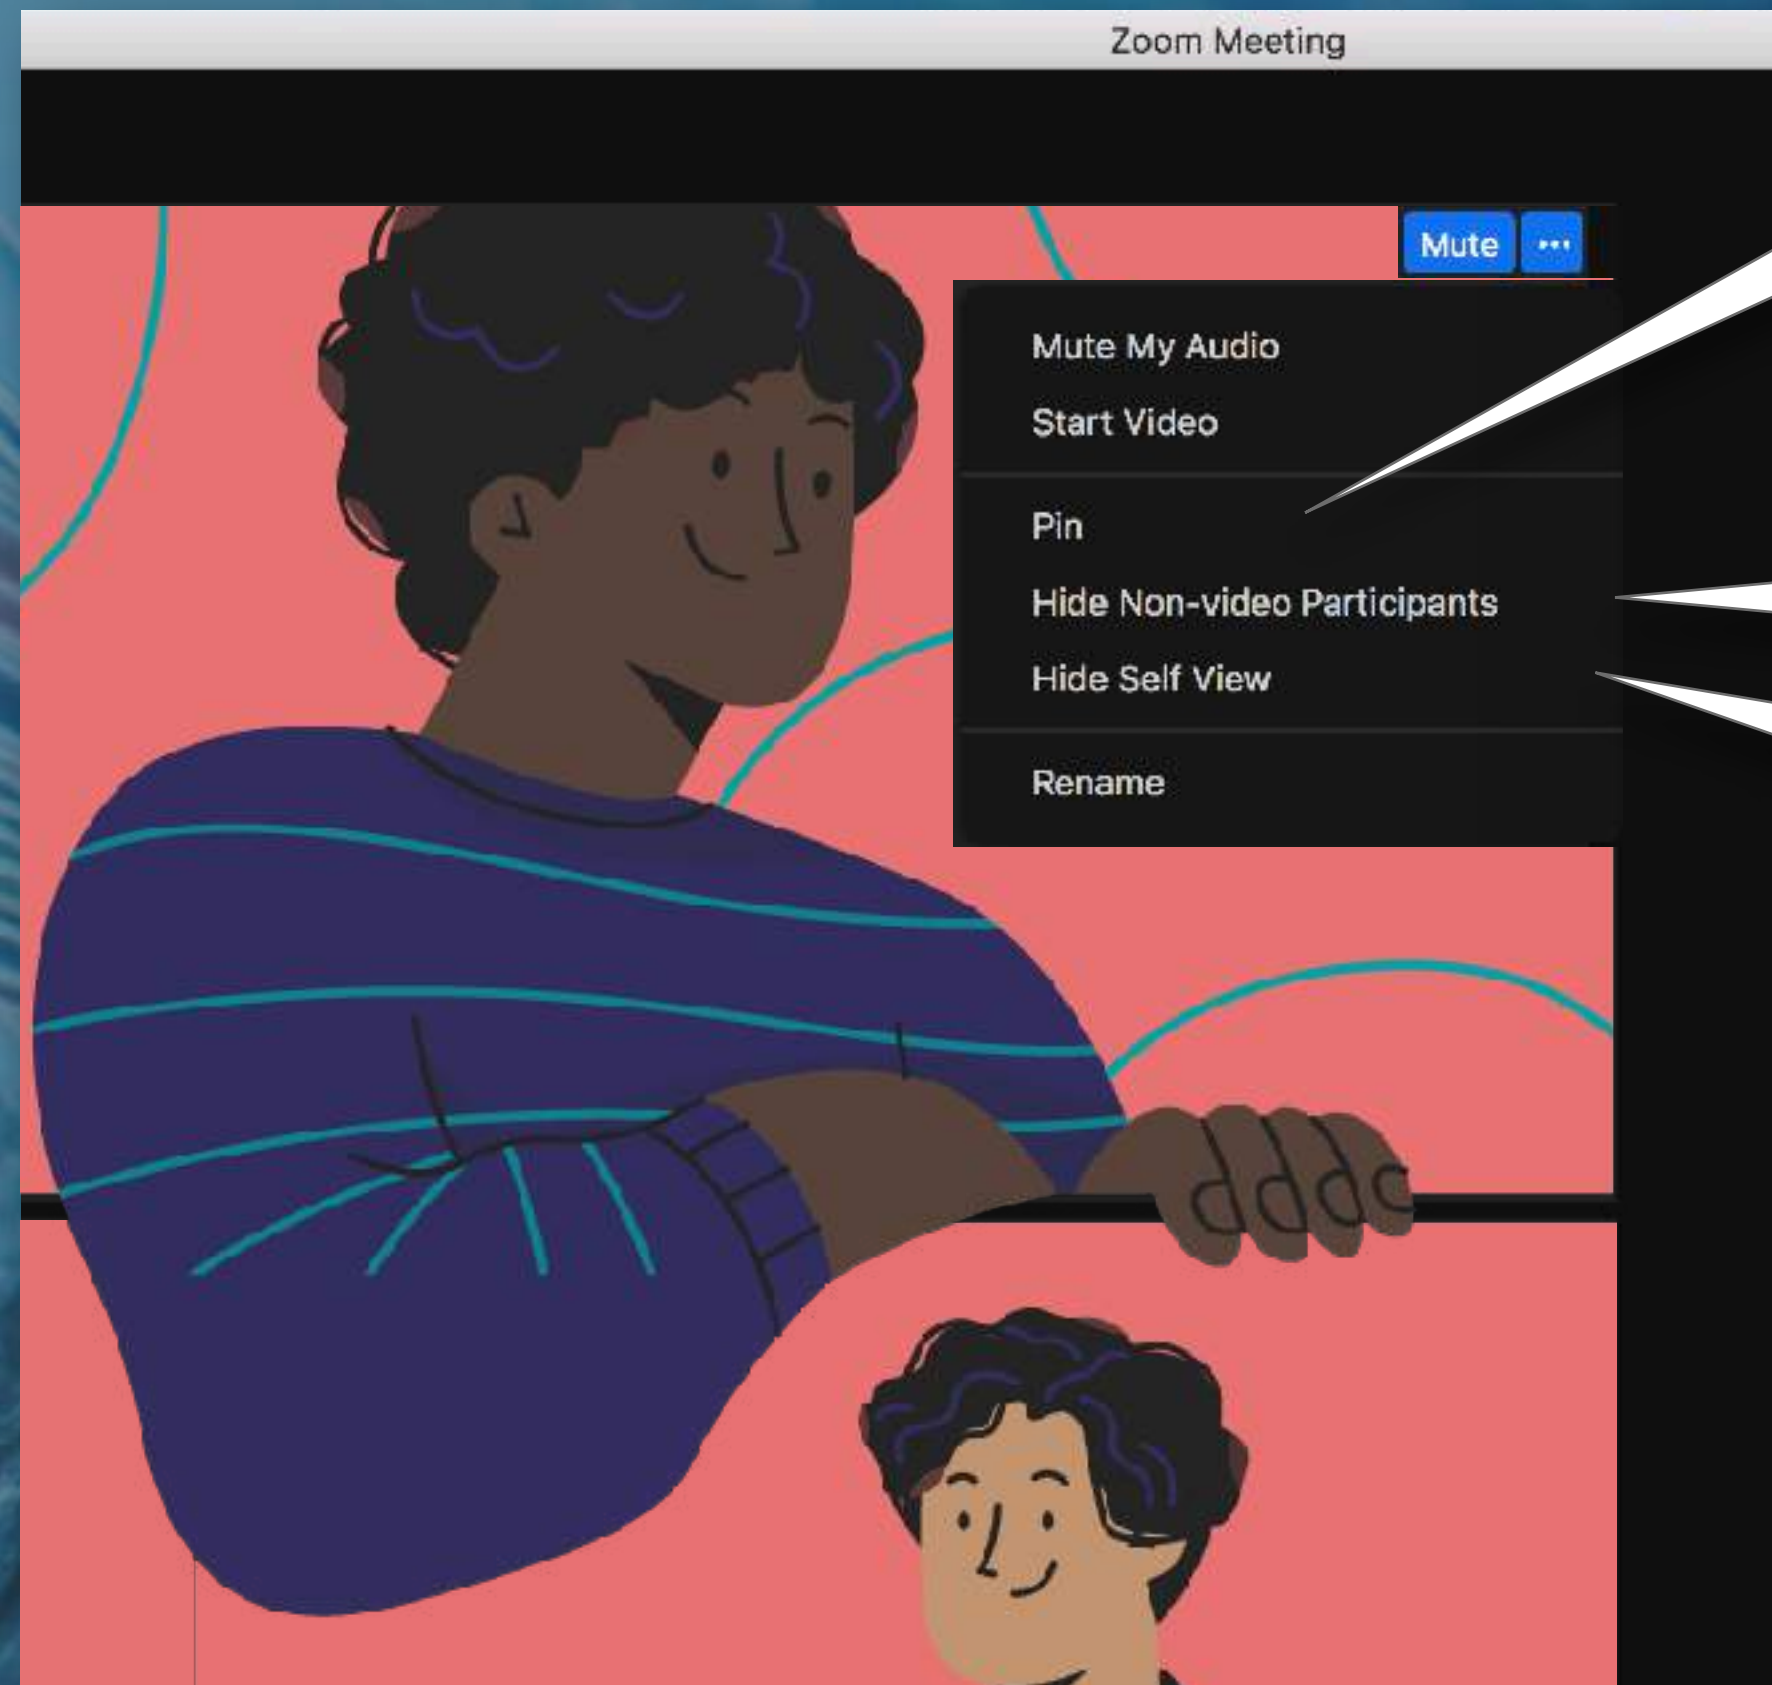 Zoom Meeting
Mute ...
Mute My Audio
Start Video
Pin
Hide Non-video Participants
Hide Self View
Rename